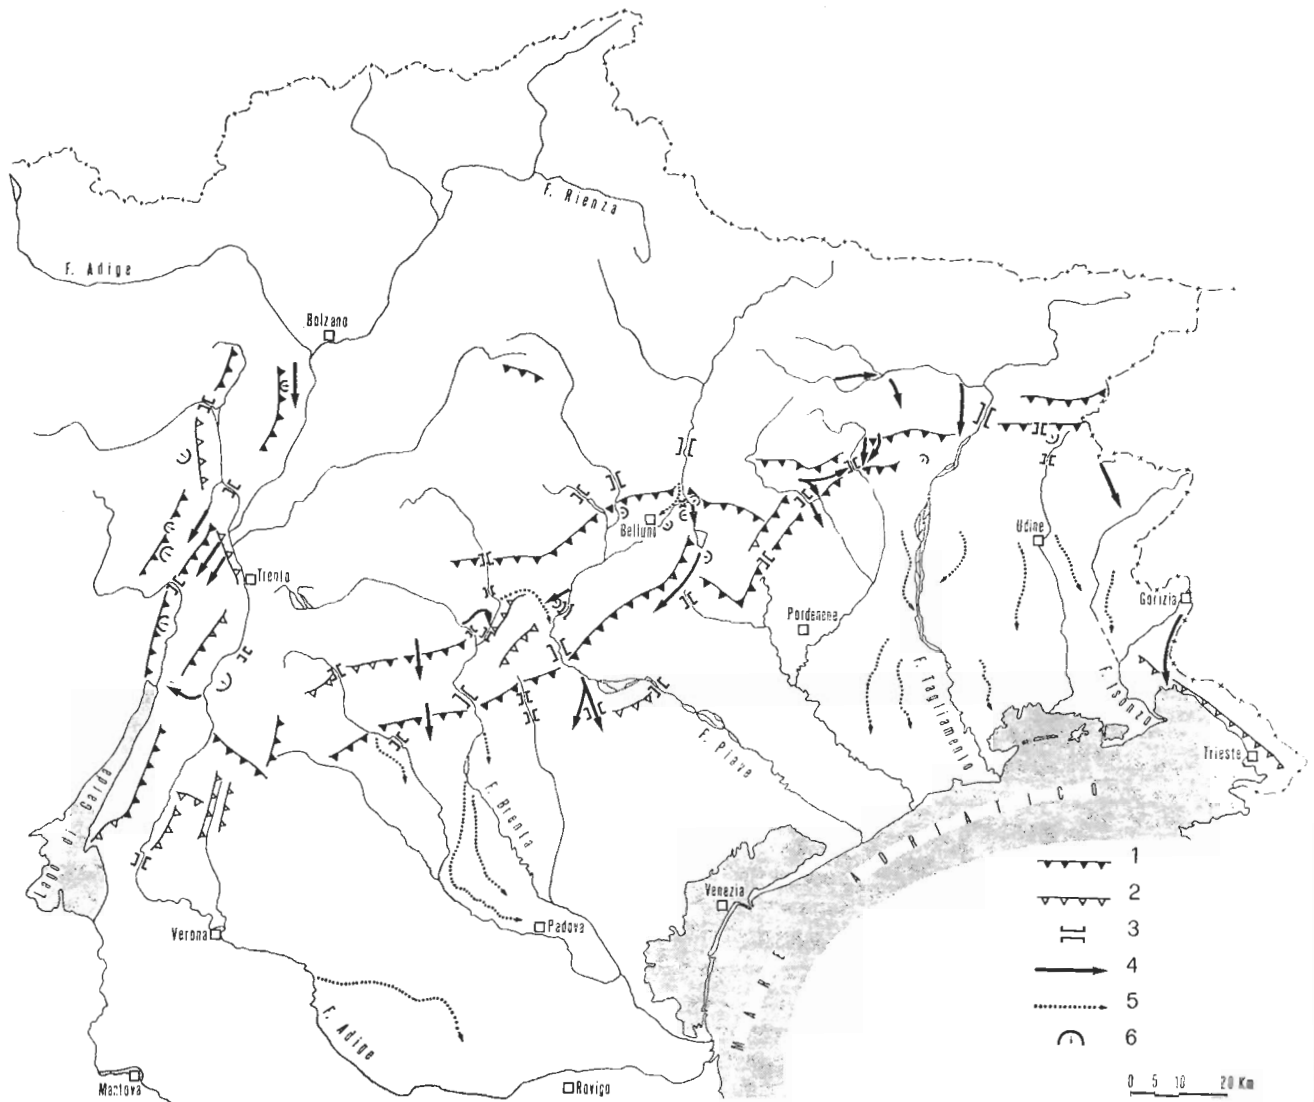 F. Rienza
F. Adige
Bolzano
Belluno
Udine
Trento
Gorizia
Pordenone
F. Tagliamento
F. Isonzo
F. Piave
Trieste
Lago di Garda
F. Brenta
MARE ADRIATICO
1
2
Venezia
Padova
Verona
3
4
5
F. Adige
6
Mantova
Rovigo
0 5 10 20 Km